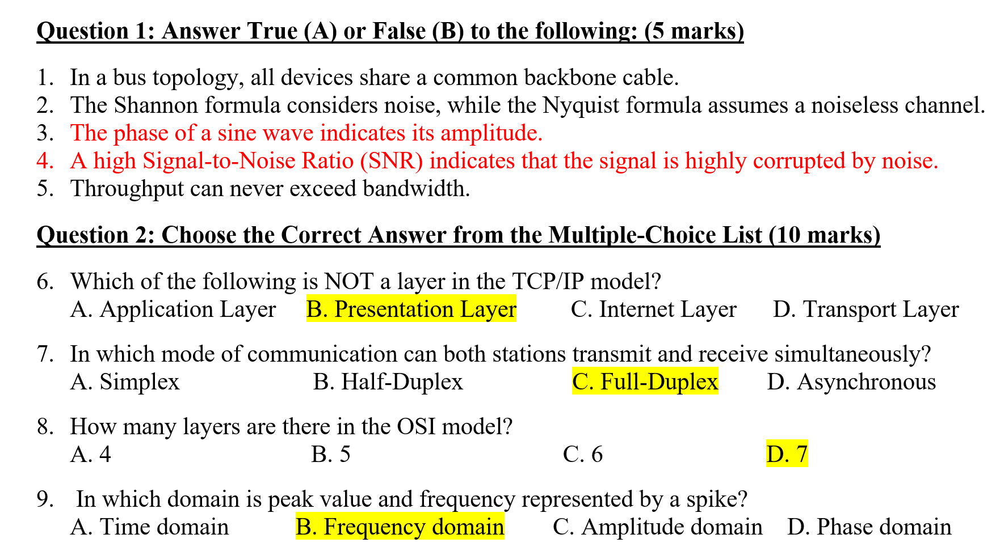 Question 1: Answer True (A) or False (B) to the following: (5 marks)
1. In a bus topology, all devices share a common backbone cable.
2. The Shannon formula considers noise, while the Nyquist formula assumes a noiseless channel.
3. The phase of a sine wave indicates its amplitude.
4. A high Signal-to-Noise Ratio (SNR) indicates that the signal is highly corrupted by noise.
5. Throughput can never exceed bandwidth.
Question 2: Choose the Correct Answer from the Multiple-Choice List (10 marks)
6. Which of the following is NOT a layer in the TCP/IP model?
A. Application Layer B. Presentation Layer C. Internet Layer D. Transport Layer
7. In which mode of communication can both stations transmit and receive simultaneously?
A. Simplex B. Half-Duplex C. Full-Duplex D. Asynchronous
8. How many layers are there in the OSI model?
A. 4 B. 5 C. 6 D. 7
9. In which domain is peak value and frequency represented by a spike?
A. Time domain B. Frequency domain C. Amplitude domain D. Phase domain